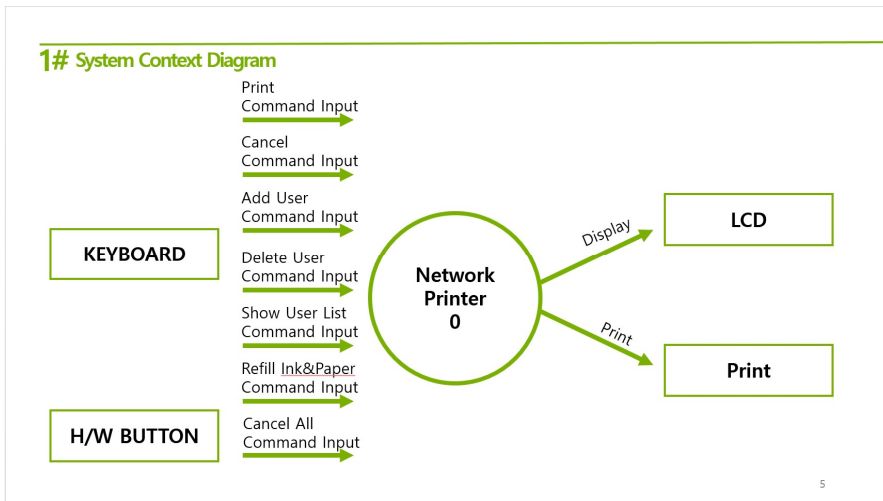 1# System Context Diagram
Print
Command Input
Cancel
Command Input
Add User
Command Input
KEYBOARD
Delete User
Command Input
Show User List
Command Input
Refill Ink&Paper
Command Input
H/W BUTTON
Cancel All
Command Input
Network
Printer
0
Display
LCD
Print
Print
5